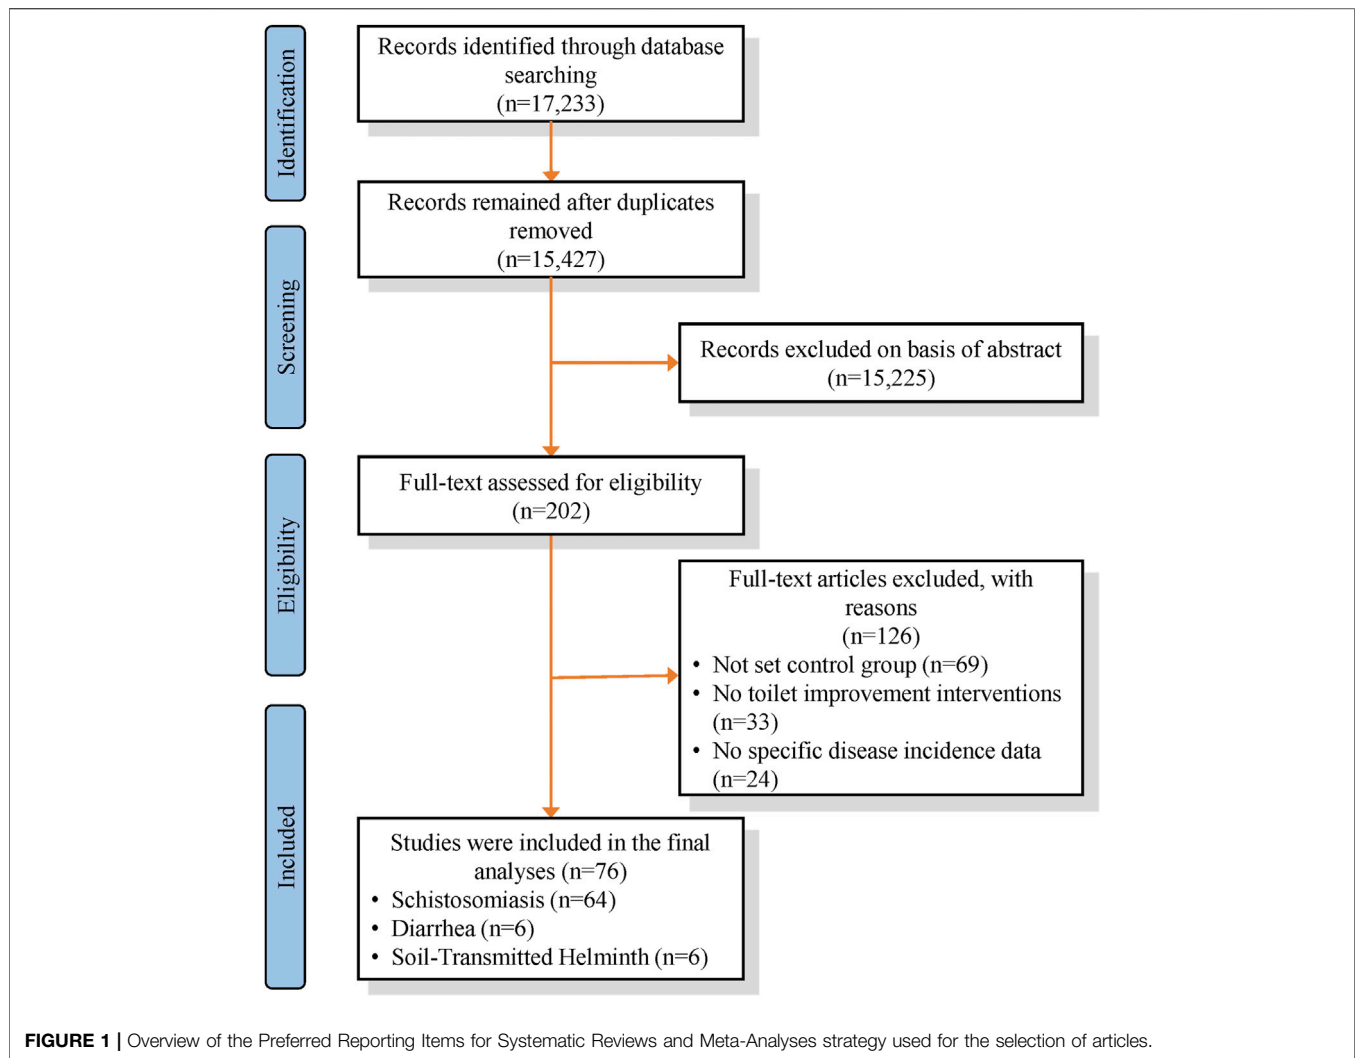 Identification
Records identified through database
searching
(n=17,233)
Records remained after duplicates
removed
(n=15,427)
Screening
Records excluded on basis of abstract
(n=15,225)
Eligibility
Full-text assessed for eligibility
(n=202)
Full-text articles excluded, with
reasons
(n=126)
• Not set control group (n=69)
• No toilet improvement interventions
(n=33)
• No specific disease incidence data
(n=24)
Included
Studies were included in the final
analyses (n=76)
• Schistosomiasis (n=64)
• Diarrhea (n=6)
• Soil-Transmitted Helminth (n=6)
FIGURE 1 | Overview of the Preferred Reporting Items for Systematic Reviews and Meta-Analyses strategy used for the selection of articles.